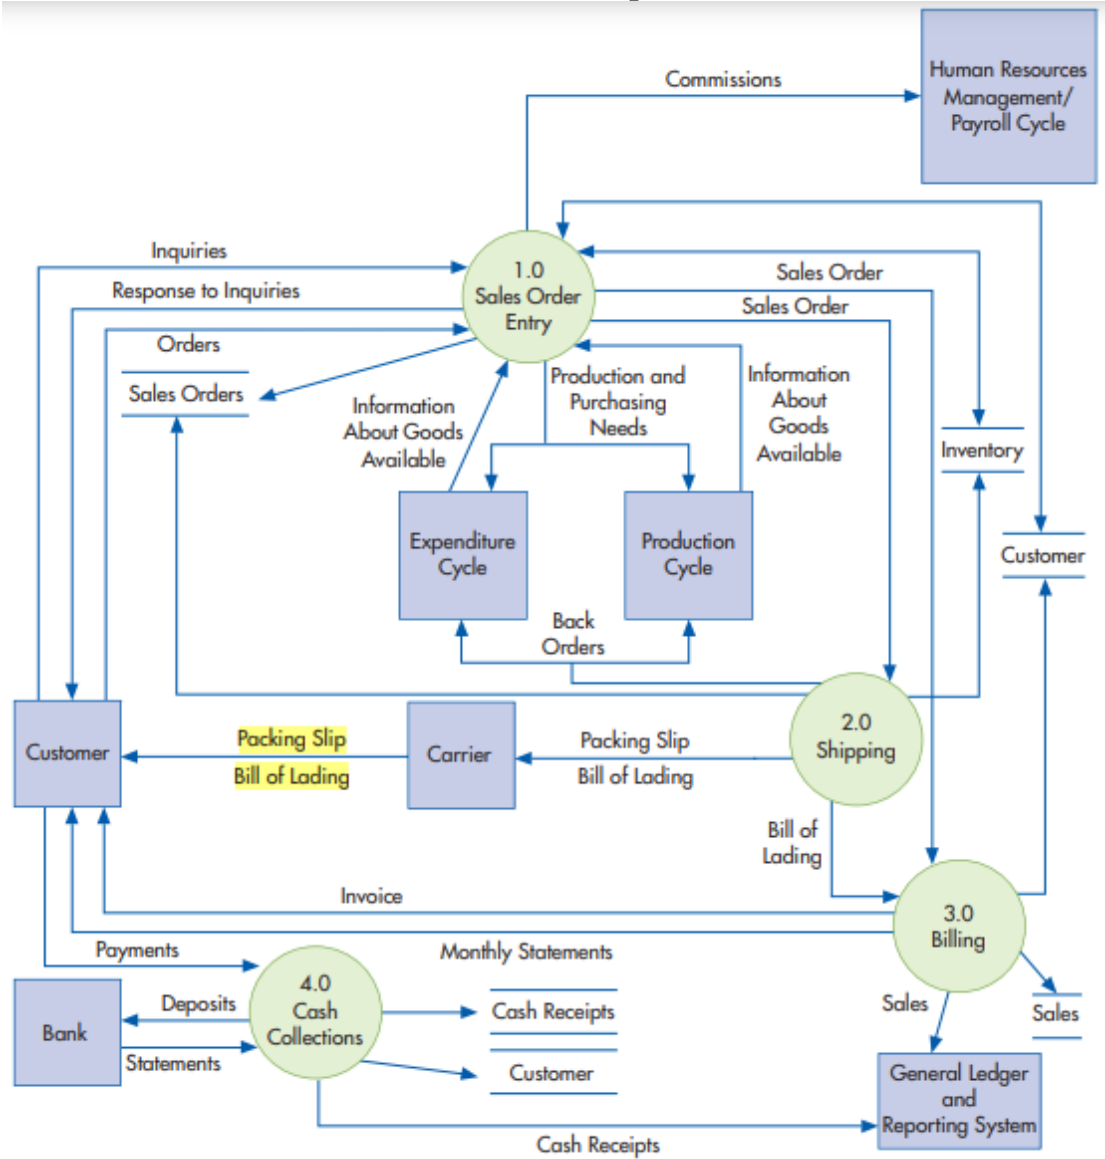 Commissions
Human Resources
Management/
Payroll Cycle
Inquiries
1.0
Sales Order
Entry
Sales Order
Response to Inquiries
Sales Order
Orders
Sales Orders
Information
About Goods
Available
Production and
Purchasing
Needs
Information
About
Goods
Available
Inventory
Expenditure
Cycle
Production
Cycle
Customer
Back
Orders
2.0
Shipping
Customer
Packing Slip
Bill of Lading
Carrier
Packing Slip
Bill of Lading
Bill of
Lading
Invoice
3.0
Billing
Payments
Monthly Statements
4.0
Cash
Collections
Deposits
Bank
Statements
Cash Receipts
Customer
Sales
Sales
General Ledger
and
Reporting System
Cash Receipts